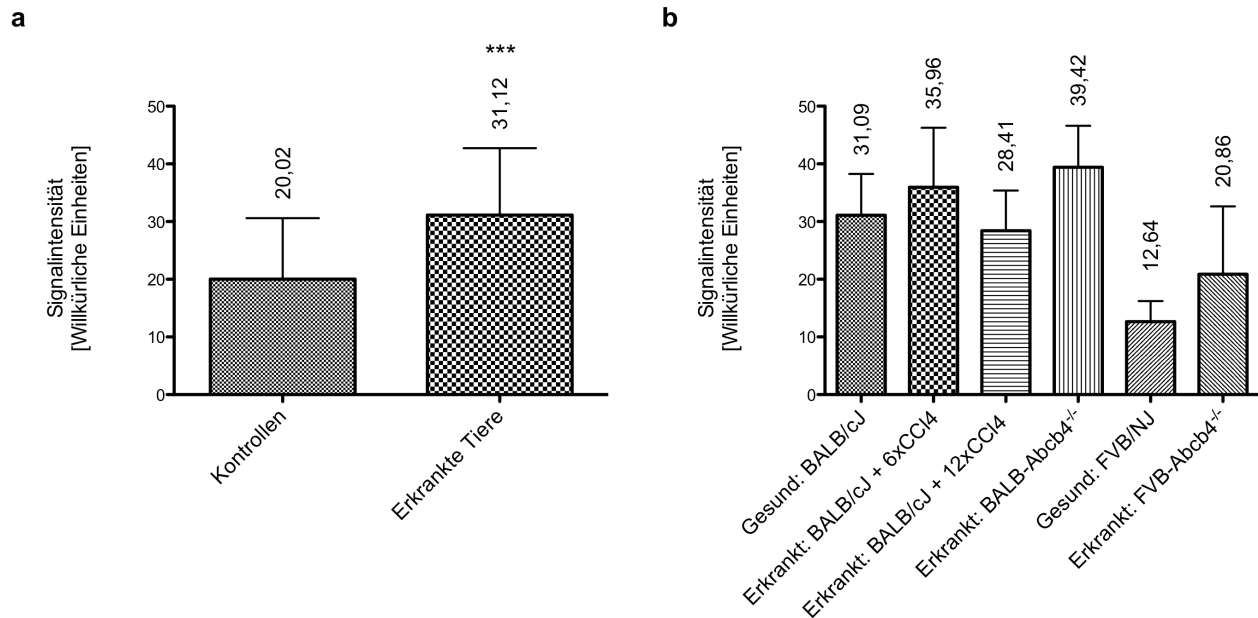 a
***
31,12
20,02
50
40
30
20
10
0
Signalintensität
[Willkürliche Einheiten]
Kontrollen
Erkrankte Tiere
b
31,09
35,96
28,41
39,42
12,64
20,86
50
40
30
20
10
0
Signalintensität
[Willkürliche Einheiten]
Gesund: BALB/cJ
Erkrankt: BALB/cJ + 6xCCl4
Erkrankt: BALB/cJ + 12xCCl4
Erkrankt: BALB-Abcb4-/-
Gesund: FVB/NJ
Erkrankt: FVB-Abcb4-/-